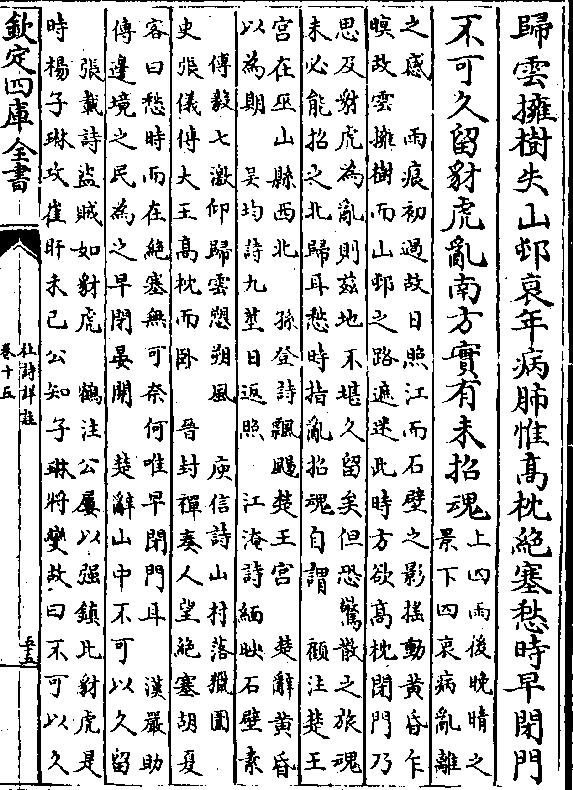 歸雲擁樹失山邨哀年病肺惟髙枕絶塞愁時早閉門
不可久留豺虎亂南方實有未招魂
上四雨後晚晴之
景下四哀病亂離
之感　雨痕初過故日照江而石壁之影揺動黄昏乍
暝故雲擁樹而山邨之路遮迷此時方欲髙枕閉門乃
思及豺虎為亂則兹地不堪久留矣但恐驚散之旅魂
未必能招之北歸耳愁時指亂招魂自謂　顧注楚王
宫在巫山縣西北　孫登詩飄颺楚王宫　楚辭黄昏
以為期　吴均詩九埜日返照　江淹詩緬映石壁素
傅毅七激仰歸雲愬朔風　庾信詩山村落獵圍
史張儀傳大王髙枕而卧　晉封禪奏人望絶塞胡夏
客曰愁時而在絶塞無可奈何唯早閉門耳　漢嚴助
傳邊境之民為之早閉晏開　楚辭山中不可以久留
張載詩盗賊如豺虎　鶴注公屢以强鎮比豺虎是
時楊子琳攻崔旰未已公知子琳將變故曰不可以久
欽定四庫全書
杜詩詳註
卷十五